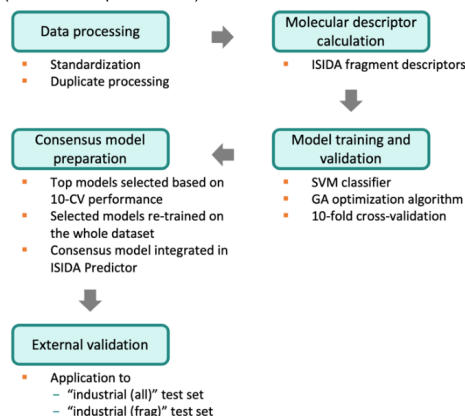 Data processing
▪ Standardization
▪ Duplicate processing
Molecular descriptor
calculation
▪ ISIDA fragment descriptors
Model training and
validation
▪ SVM classifier
▪ GA optimization algorithm
▪ 10-fold cross-validation
Consensus model
preparation
▪ Top models selected based on
10-CV performance
▪ Selected models re-trained on
the whole dataset
▪ Consensus model integrated in
ISIDA Predictor
External validation
▪ Application to
– “industrial (all)” test set
– “industrial (frag)” test set